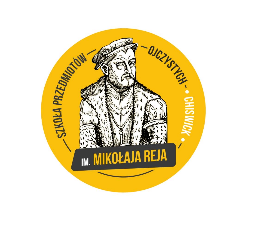 SZKOŁA PRZEDMIOTÓW OJCZYSTYCH • CHISWICK •
IM. MIKOŁAJA REJA